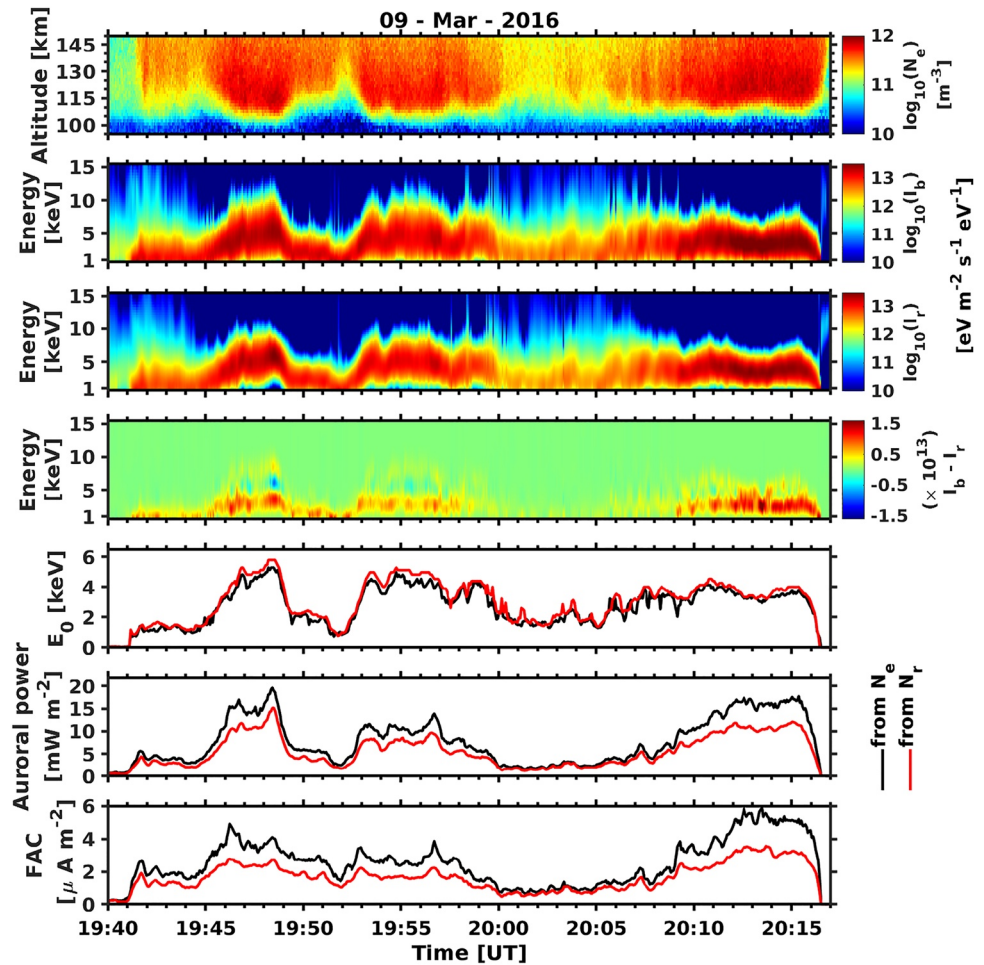 09 - Mar - 2016
Altitude [km]
145
130
115
100
12
11
10
log10(Ne)
[m-3]
Energy
[keV]
15
10
5
1
13
12
11
10
log10(Ib)
Energy
[keV]
15
10
5
1
13
12
11
10
log10(Ir)
[eV m-2 s-1 eV-1]
Energy
[keV]
15
10
5
1
1.5
0.5
-0.5
-1.5
(× 10^13)
Ib - Ir
E0 [keV]
6
4
2
0
Auroral power
[mW m-2]
20
15
10
5
0
from Ne
from Nr
FAC
[μ A m-2]
6
4
2
0
19:40 19:45 19:50 19:55 20:00 20:05 20:10 20:15
Time [UT]